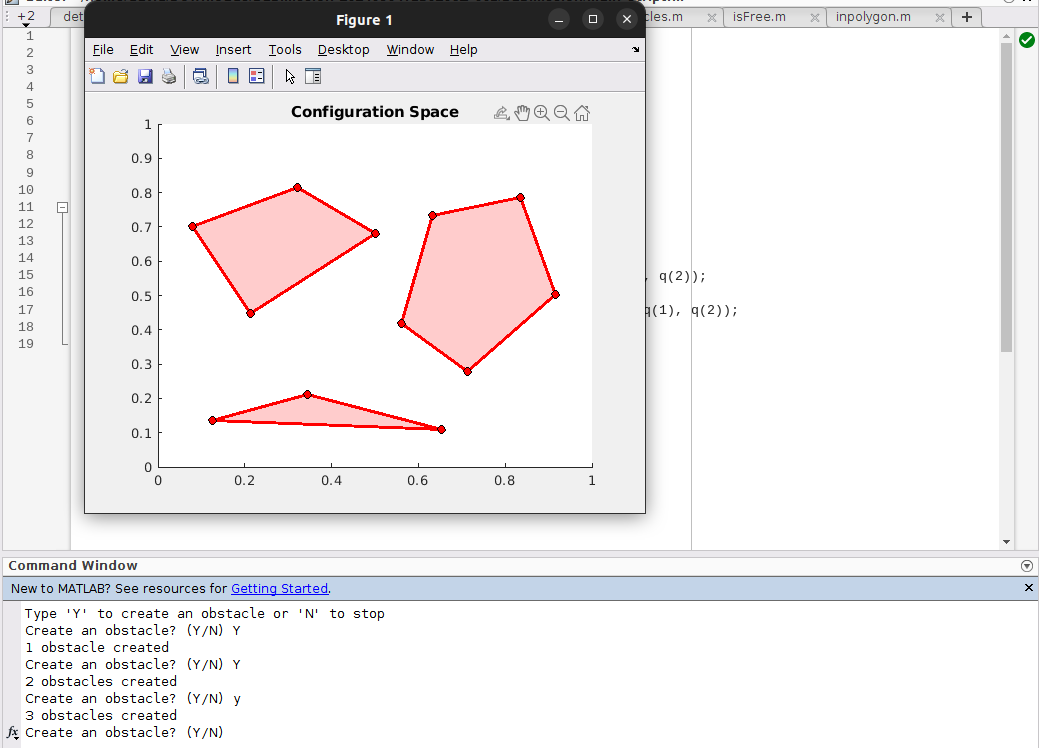 +2
det
Figure 1
cles.m
isFree.m
inpolygon.m
File Edit View Insert Tools Desktop Window Help
Configuration Space
1
0.9
0.8
0.7
0.6
0.5
0.4
0.3
0.2
0.1
0
0 0.2 0.4 0.6 0.8 1
1
2
3
4
5
6
7
8
9
10
11
12
13
14
15
16
17
18
19
, q(2));
q(1), q(2));
Command Window
New to MATLAB? See resources for Getting Started.
Type 'Y' to create an obstacle or 'N' to stop
Create an obstacle? (Y/N) Y
1 obstacle created
Create an obstacle? (Y/N) Y
2 obstacles created
Create an obstacle? (Y/N) y
3 obstacles created
fx Create an obstacle? (Y/N)